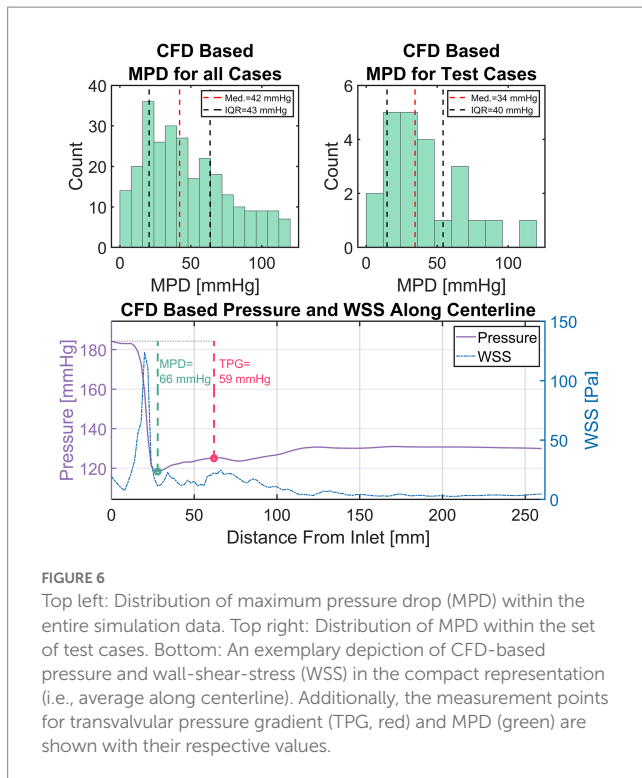 CFD Based
MPD for all Cases
40
30
20
10
0
Count
Med.=42 mmHg
IQR=43 mmHg
0
50
100
MPD [mmHg]
CFD Based
MPD for Test Cases
6
4
2
0
Count
Med.=34 mmHg
IQR=40 mmHg
0
50
100
MPD [mmHg]
CFD Based Pressure and WSS Along Centerline
180
160
140
120
Pressure [mmHg]
MPD=
66 mmHg
TPG=
59 mmHg
Pressure
WSS
150
100
50
0
WSS [Pa]
0
50
100
150
200
250
Distance From Inlet [mm]
FIGURE 6
Top left: Distribution of maximum pressure drop (MPD) within the
entire simulation data. Top right: Distribution of MPD within the set
of test cases. Bottom: An exemplary depiction of CFD-based
pressure and wall-shear-stress (WSS) in the compact representation
(i.e., average along centerline). Additionally, the measurement points
for transvalvular pressure gradient (TPG, red) and MPD (green) are
shown with their respective values.